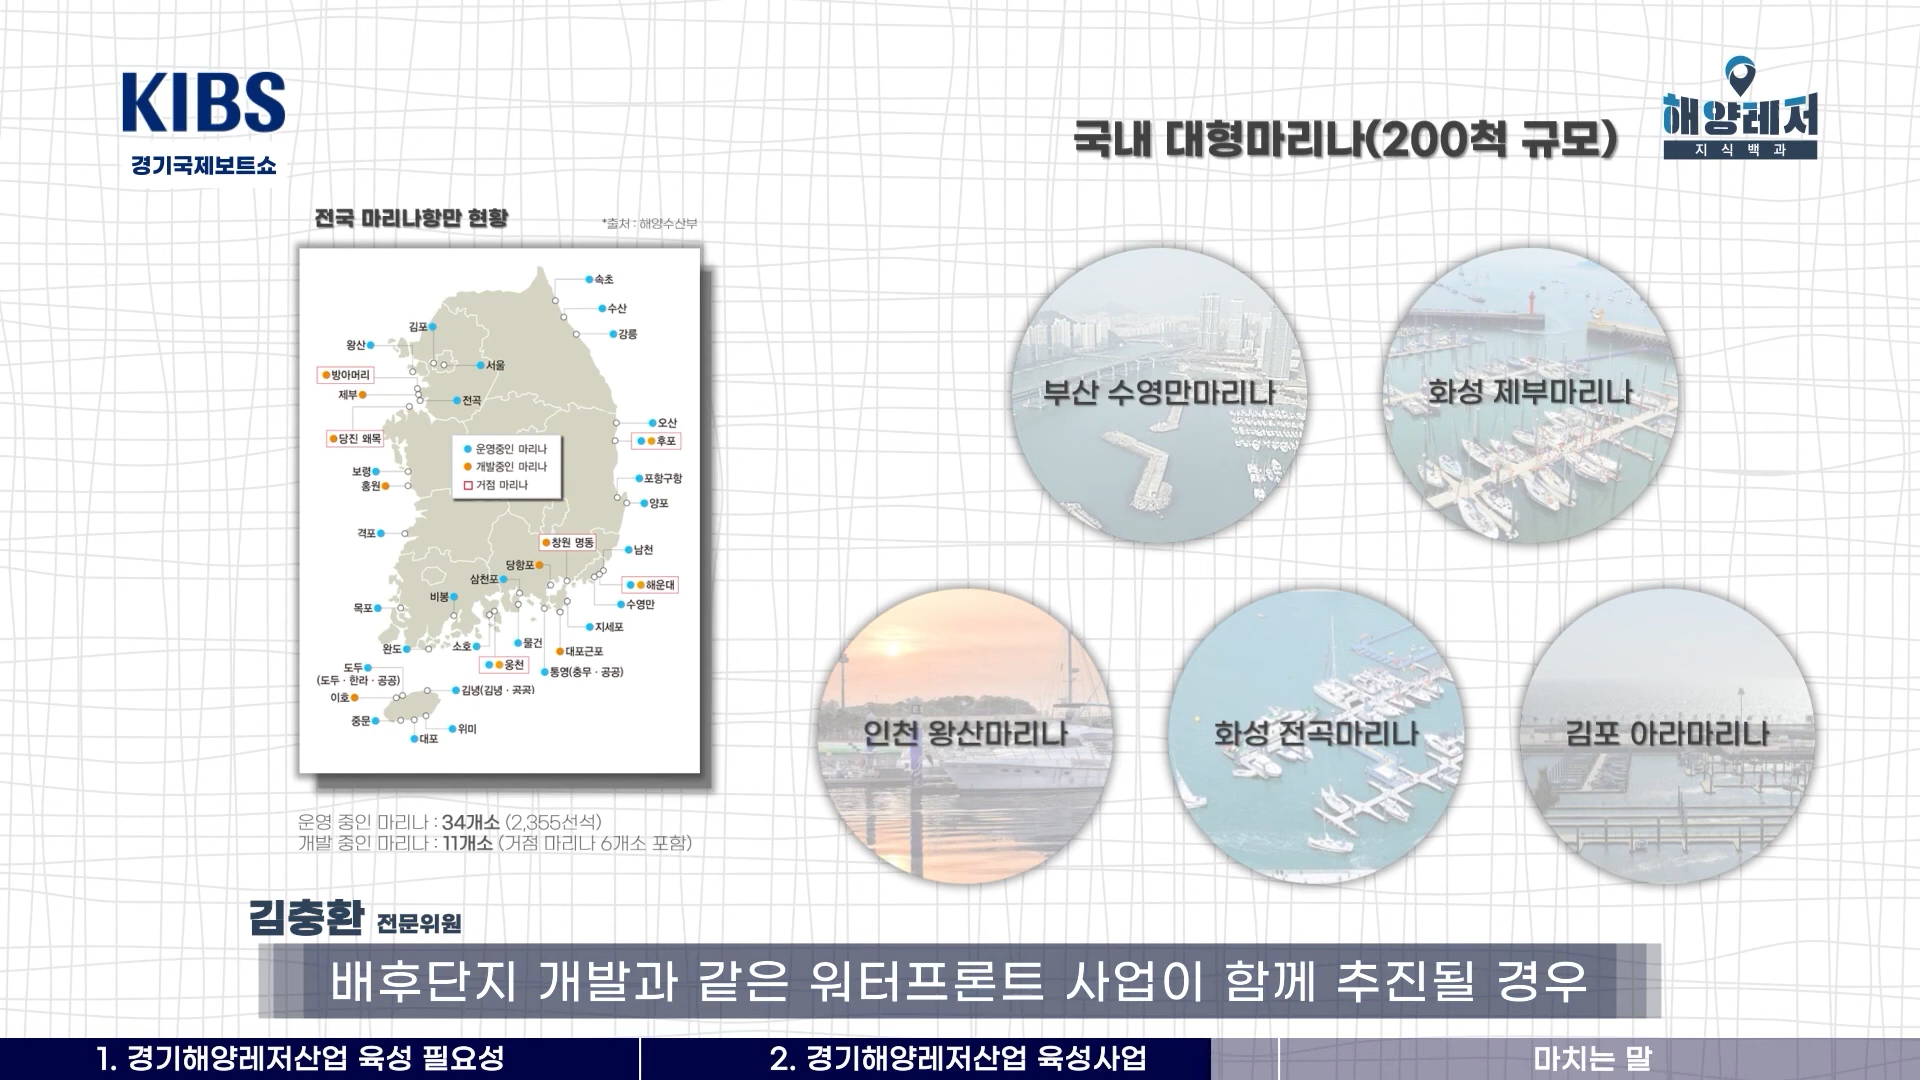 KIBS
경기국제보트쇼
국내 대형마리나(200척 규모)
해양레저
지식백과
전국 마리나항만 현황
*출처 : 해양수산부
속초
수산
김포
강릉
왕산
서울
방아머리
제부
전곡
오산
당진 왜목
후포
운영중인 마리나
개발중인 마리나
거점 마리나
보령
홍원
포항구항
양포
격포
창원 명동
남천
당항포
삼천포
해운대
비봉
목포
수영만
지세포
완도
소호
물건
대포근포
웅천
통영(충무·공공)
도두
(도두·한라·공공)
이호
김녕(김녕·공공)
중문
위미
대포
부산 수영만마리나
화성 제부마리나
인천 왕산마리나
화성 전곡마리나
김포 아라마리나
운영 중인 마리나 : 34개소 (2,355선석)
개발 중인 마리나 : 11개소 (거점 마리나 6개소 포함)
김충환 전문위원
배후단지 개발과 같은 워터프론트 사업이 함께 추진될 경우
1. 경기해양레저산업 육성 필요성
2. 경기해양레저산업 육성사업
마치는 말